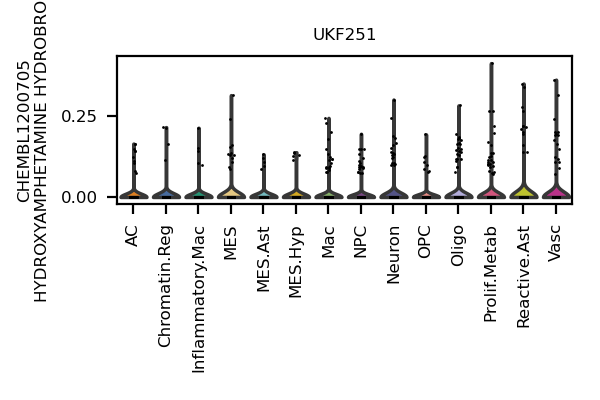 UKF251
CHEMBL1200705
HYDROXYAMPHETAMINE HYDROBRO
0.25
0.00
AC
Chromatin.Reg
Inflammatory.Mac
MES
MES.Ast
MES.Hyp
Mac
NPC
Neuron
OPC
Oligo
Prolif.Metab
Reactive.Ast
Vasc